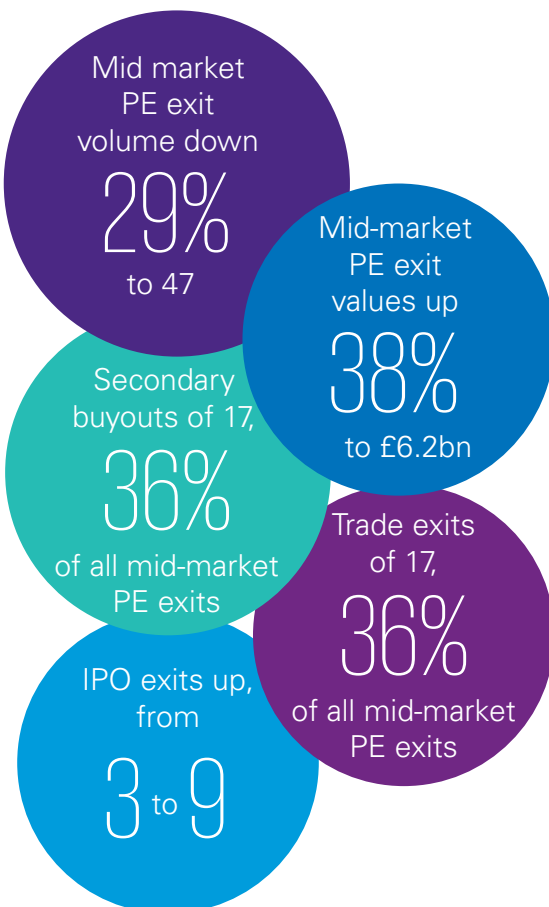 Mid market
PE exit
volume down
29%
to 47
Mid-market
PE exit
values up
38%
to £6.2bn
Secondary
buyouts of 17,
36%
of all mid-market
PE exits
Trade exits
of 17,
36%
of all mid-market
PE exits
IPO exits up,
from
3 to 9